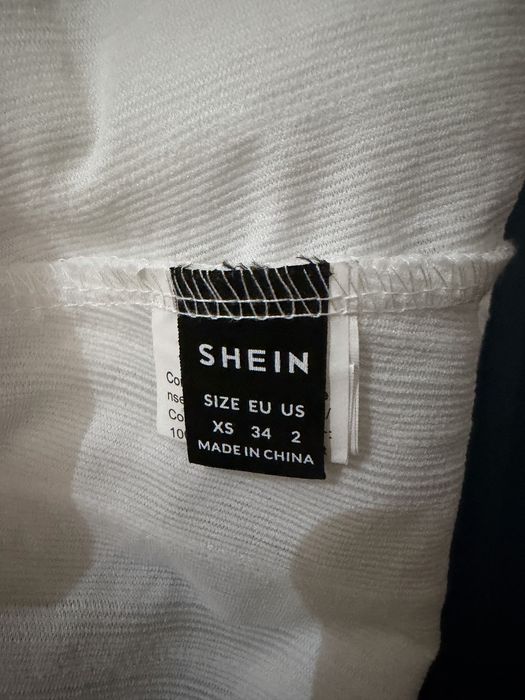 SHEIN
SIZE EU US
XS 34 2
MADE IN CHINA